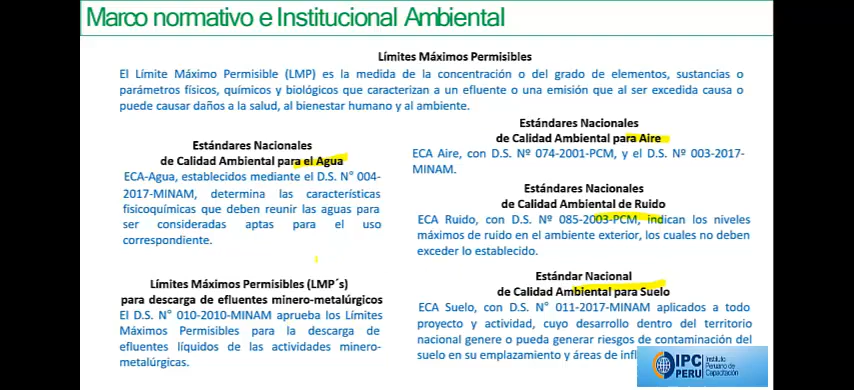 Marco normativo e Institucional Ambiental
Límites Máximos Permisibles
El Límite Máximo Permisible (LMP) es la medida de la concentración o del grado de elementos, sustancias o
parámetros físicos, químicos y biológicos que caracterizan a un efluente o una emisión que al ser excedida causa o
puede causar daños a la salud, al bienestar humano y al ambiente.
Estándares Nacionales
de Calidad Ambiental para el Agua
ECA-Agua, establecidos mediante el D.S. N° 004-
2017-MINAM, determina las características
fisicoquímicas que deben reunir las aguas para
ser consideradas aptas para el uso
correspondiente.
Límites Máximos Permisibles (LMP´s)
para descarga de efluentes minero-metalúrgicos
El D.S. N° 010-2010-MINAM aprueba los Límites
Máximos Permisibles para la descarga de
efluentes líquidos de las actividades minero-
metalúrgicas.
Estándares Nacionales
de Calidad Ambiental para Aire
ECA Aire, con D.S. Nº 074-2001-PCM, y el D.S. Nº 003-2017-
MINAM.
Estándares Nacionales
de Calidad Ambiental de Ruido
ECA Ruido, con D.S. Nº 085-2003-PCM, indican los niveles
máximos de ruido en el ambiente exterior, los cuales no deben
exceder lo establecido.
Estándar Nacional
de Calidad Ambiental para Suelo
ECA Suelo, con D.S. N° 011-2017-MINAM aplicados a todo
proyecto y actividad, cuyo desarrollo dentro del territorio
nacional genere o pueda generar riesgos de contaminación del
suelo en su emplazamiento y áreas de
IPC
PERU
Instituto
Peruano de
Capacitación